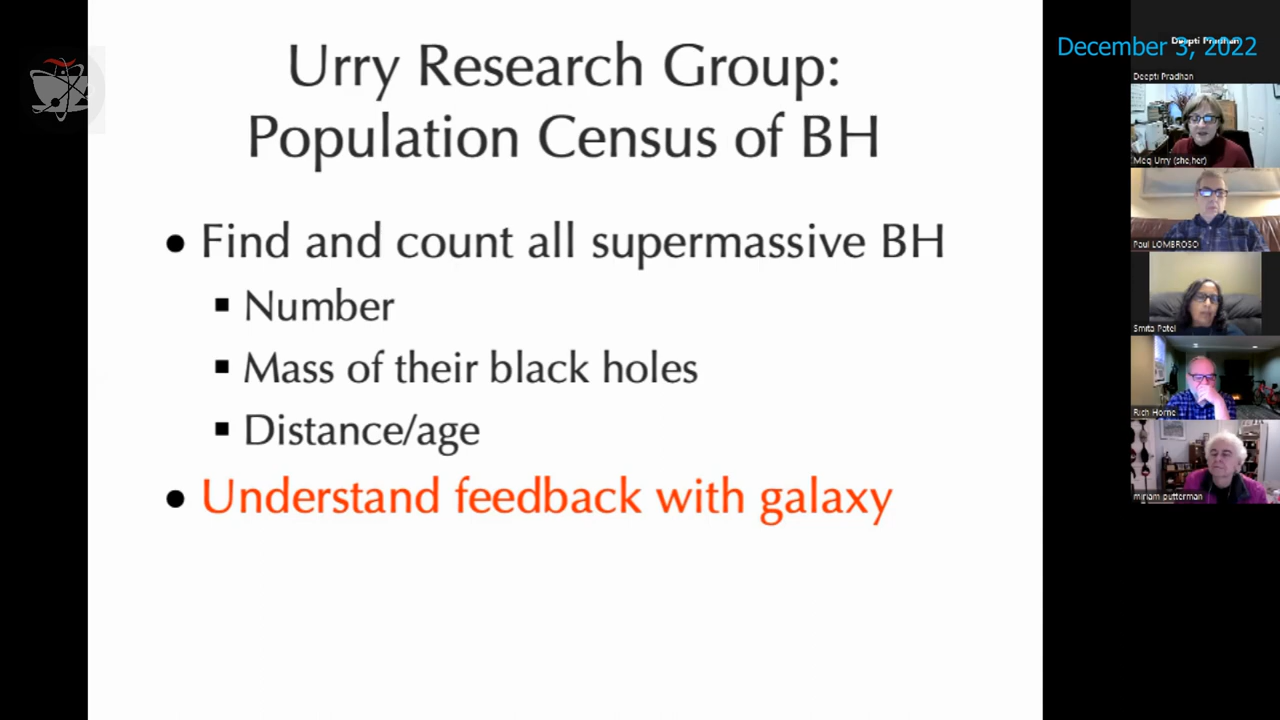 Urry Research Group:
Population Census of BH
● Find and count all supermassive BH
▪ Number
▪ Mass of their black holes
▪ Distance/age
● Understand feedback with galaxy
December 3, 2022
Deepti Pradhan
Deepti Pradhan
Meg Urry (she,her)
Paul LOMBROSO
Smita Patel
Rich Horne
miriam putterman